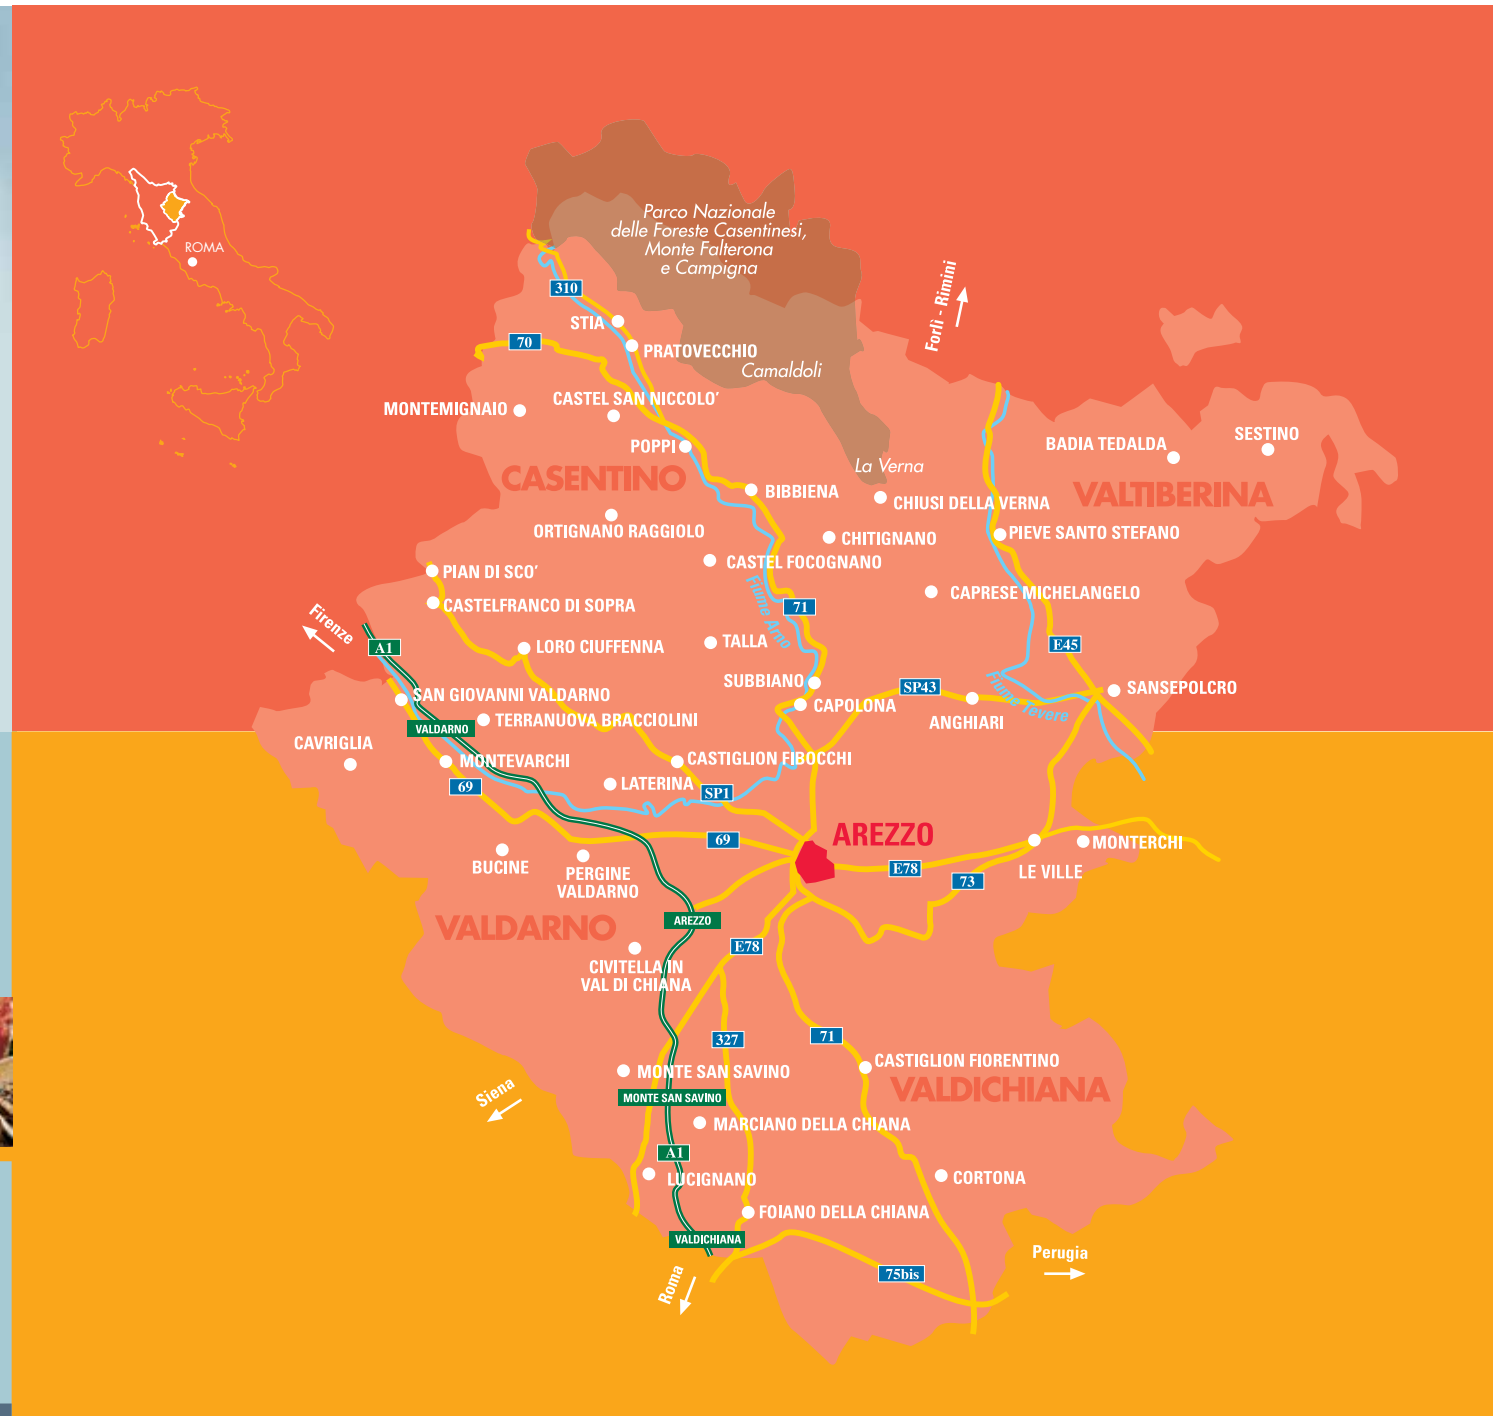 ROMA
Parco Nazionale
delle Foreste Casentinesi,
Monte Falterona
e Campigna
Forlì - Rimini
310
STIA
70
PRATOVECCHIO
Camaldoli
CASTEL SAN NICCOLO'
MONTEMIGNAIO
POPPI
BADIA TEDALDA
SESTINO
La Verna
CASENTINO
BIBBIENA
VALTIBERINA
CHIUSI DELLA VERNA
ORTIGNANO RAGGIOLO
CHITIGNANO
PIEVE SANTO STEFANO
CASTEL FOCOGNANO
PIAN DI SCO'
Fiume Arno
CAPRESE MICHELANGELO
CASTELFRANCO DI SOPRA
71
Firenze
A1
LORO CIUFFENNA
TALLA
E45
SUBBIANO
SP43
SANSEPOLCRO
SAN GIOVANNI VALDARNO
Fiume Tevere
CAPOLONA
ANGHIARI
TERRANUOVA BRACCIOLINI
VALDARNO
CAVRIGLIA
MONTEVARCHI
CASTIGLION FIBOCCHI
69
LATERINA
SP1
AREZZO
69
MONTERCHI
BUCINE
PERGINE
VALDARNO
E78
LE VILLE
73
AREZZO
VALDARNO
E78
CIVITELLA IN
VAL DI CHIANA
327
71
CASTIGLION FIORENTINO
MONTE SAN SAVINO
VALDICHIANA
Siena
MONTE SAN SAVINO
MARCIANO DELLA CHIANA
A1
LUCIGNANO
CORTONA
FOIANO DELLA CHIANA
VALDICHIANA
Perugia
75bis
Roma